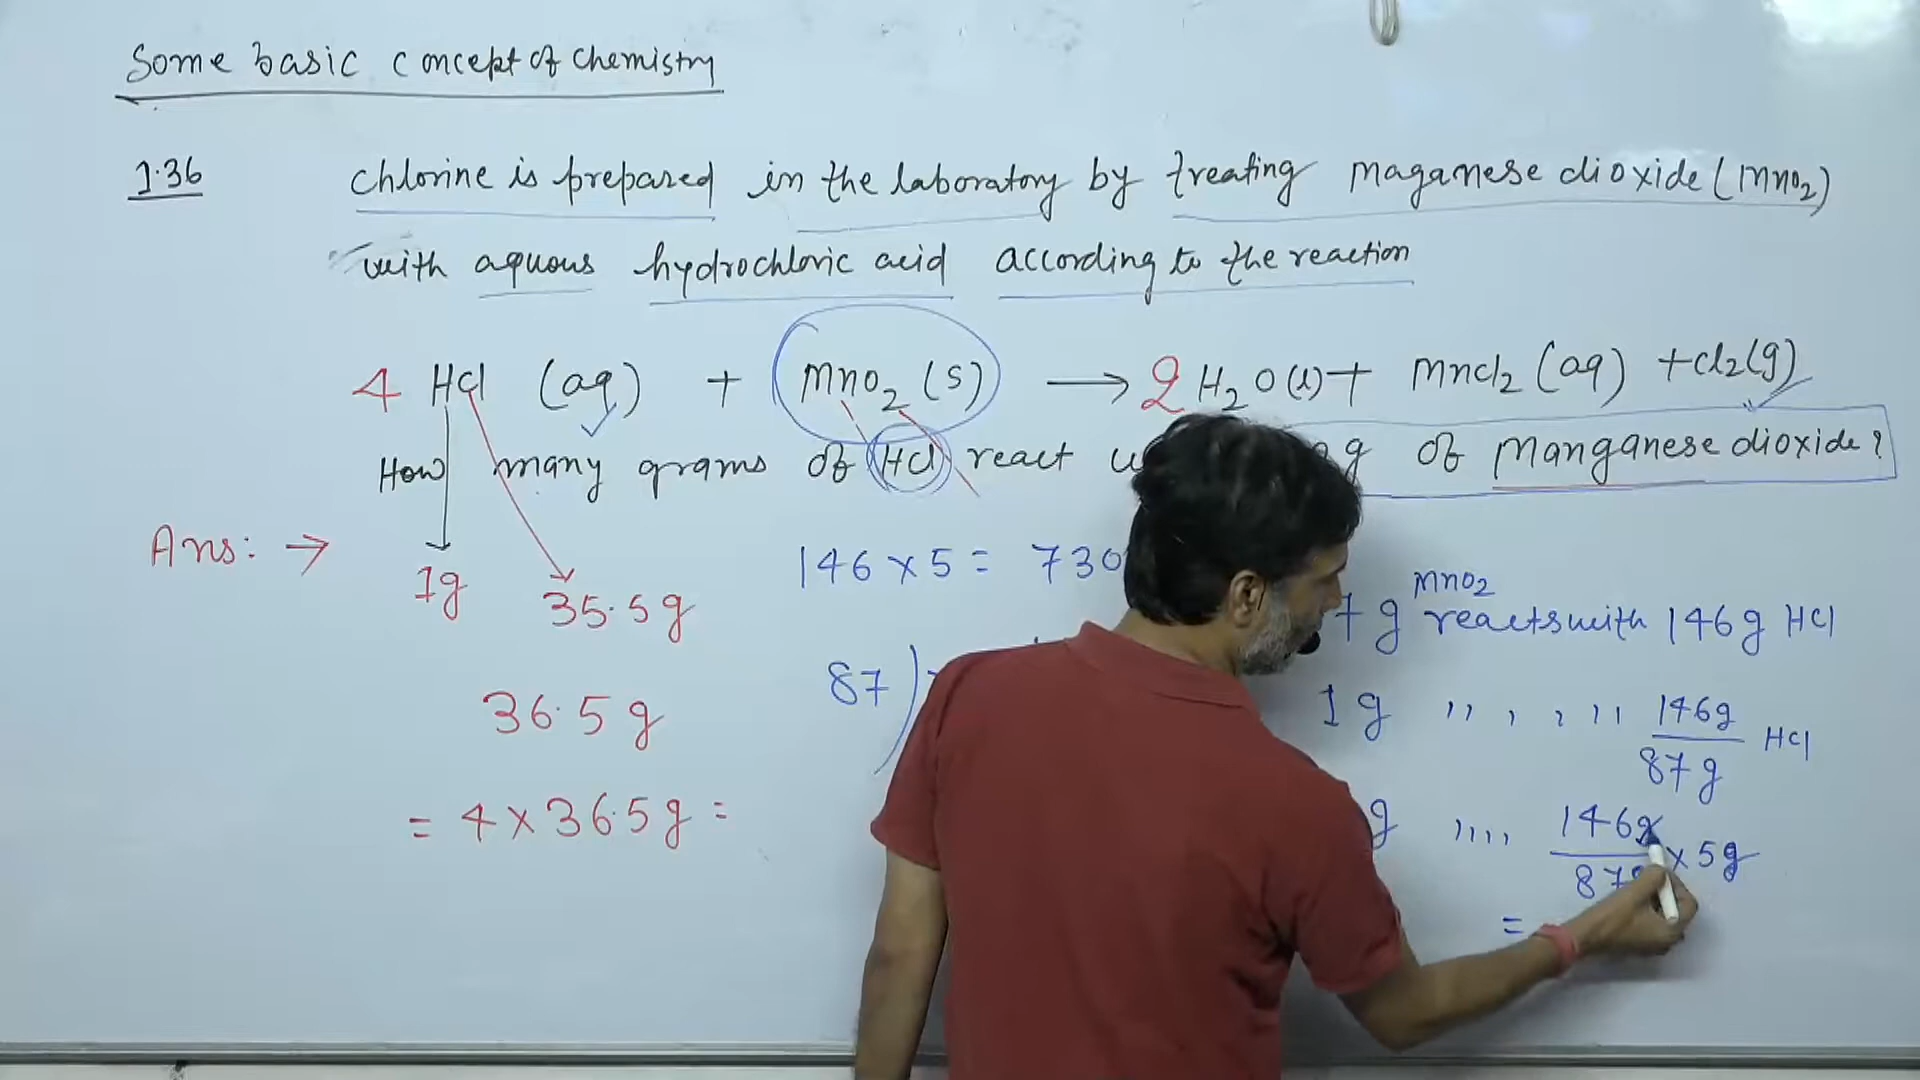 Some basic concept of chemistry
1.36 chlorine is prepared in the laboratory by treating maganese dioxide (MnO2)
with aquous hydrochloric acid according to the reaction
4 HCl (aq) + MnO2 (s) → 2 H2O (l) + MnCl2 (aq) + Cl2 (g)
How many grams of HCl react g of Manganese dioxide?
Ans: →
1g 35.5g
36.5g
= 4 × 36.5g =
146 × 5 = 730
87 )
7 g MnO2 reacts with 146g HCl
1g ,, , , ,, 146g/87g HCl
g ,,,, 146g/87 × 5g
=